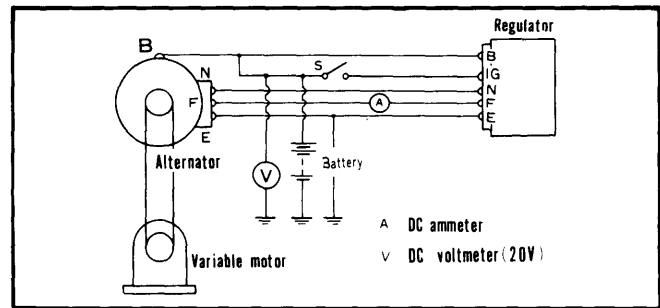 Regulator
B
B
S
IG
N
N
F
A
F
E
E
Alternator
V
Battery
A DC ammeter
V DC voltmeter (20V)
Variable motor